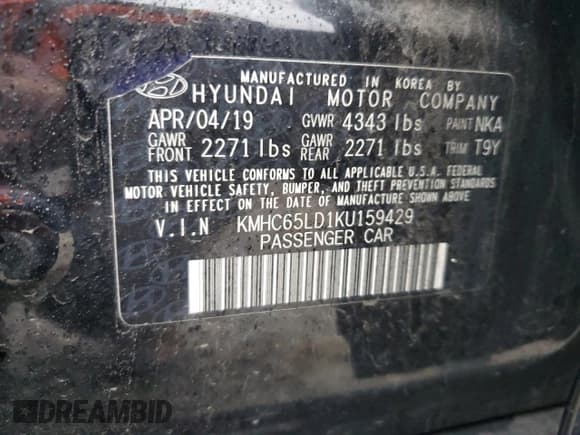 MANUFACTURED IN KOREA BY
HYUNDAI MOTOR COMPANY
APR/04/19 GVWR 4343 lbs PAINT NKA
GAWR FRONT 2271 lbs GAWR REAR 2271 lbs TRIM T9Y
THIS VEHICLE CONFORMS TO ALL APPLICABLE U.S.A. FEDERAL
MOTOR VEHICLE SAFETY, BUMPER, AND THEFT PREVENTION STANDARDS
IN EFFECT ON THE DATE OF MANUFACTURE SHOWN ABOVE.
V.I.N KMHC65LD1KU159429
PASSENGER CAR
DREAMBID